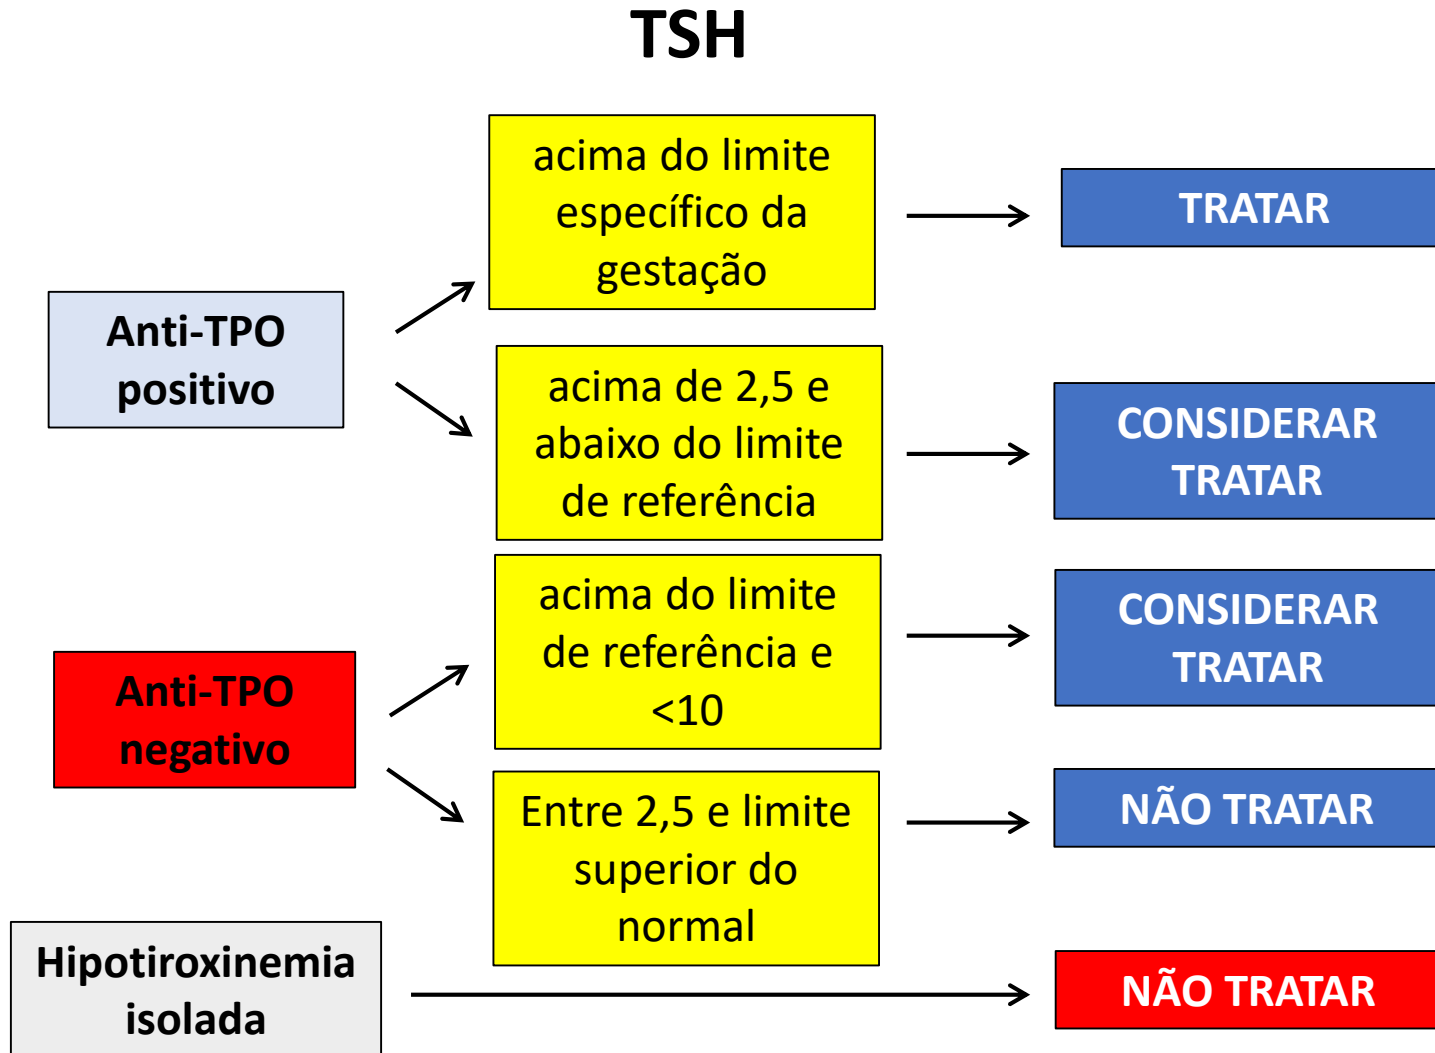 TSH
acima do limite
específico da
gestação
TRATAR
Anti-TPO
positivo
acima de 2,5 e
abaixo do limite
de referência
CONSIDERAR
TRATAR
acima do limite
de referência e
<10
CONSIDERAR
TRATAR
Anti-TPO
negativo
Entre 2,5 e limite
superior do
normal
NÃO TRATAR
Hipotiroxinemia
isolada
NÃO TRATAR